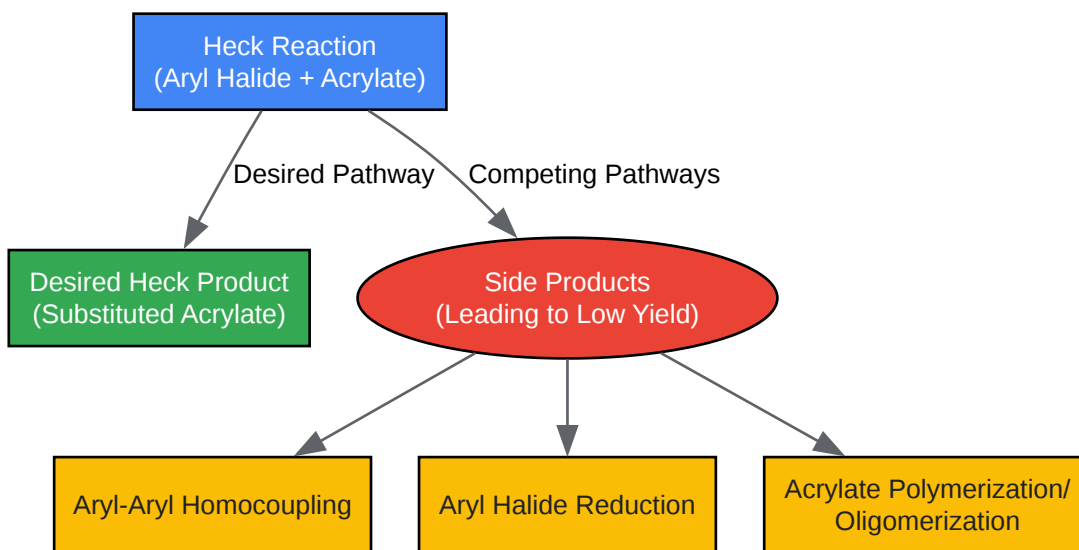 Heck Reaction
(Aryl Halide + Acrylate)
Desired Pathway
Competing Pathways
Desired Heck Product
(Substituted Acrylate)
Side Products
(Leading to Low Yield)
Aryl-Aryl Homocoupling
Aryl Halide Reduction
Acrylate Polymerization/
Oligomerization